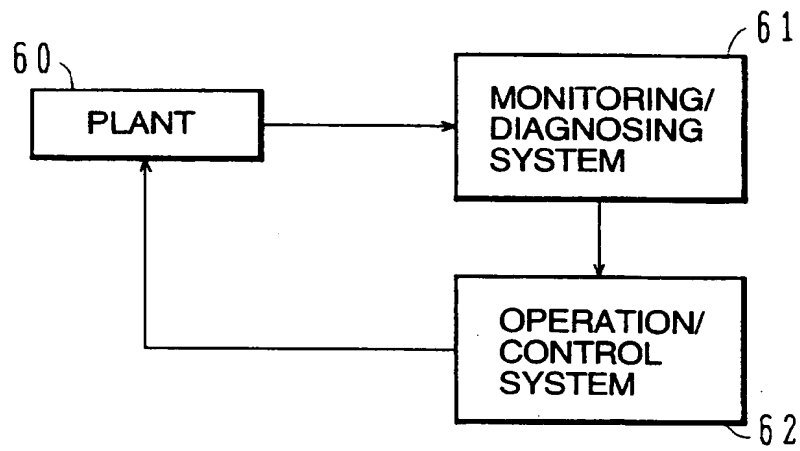 60
PLANT
61
MONITORING/
DIAGNOSING
SYSTEM
OPERATION/
CONTROL
SYSTEM
62